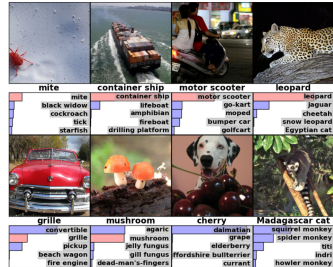 mite
container ship
motor scooter
leopard
mite
black widow
cockroach
tick
starfish
container ship
lifeboat
amphibian
fireboat
drilling platform
motor scooter
go-kart
moped
bumper car
golfcart
leopard
jaguar
cheetah
snow leopard
Egyptian cat
grille
mushroom
cherry
Madagascar cat
convertible
grille
pickup
beach wagon
fire engine
agaric
mushroom
jelly fungus
gill fungus
dead-man's-fingers
dalmatian
grape
elderberry
ffordshire bullterrier
currant
squirrel monkey
spider monkey
titi
indri
howler monkey